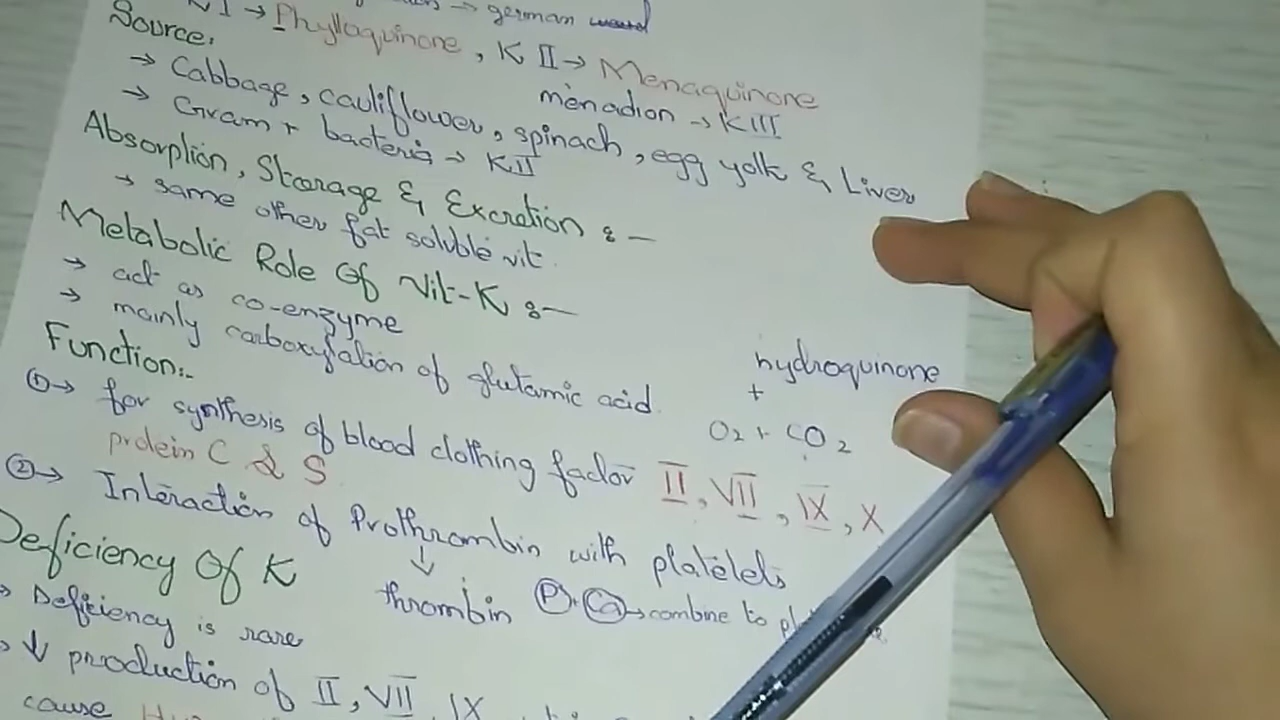 → german word
K I → Phylloquinone, K II → Menaquinone
menadion → K III
Source:
→ Cabbage, cauliflower, spinach, egg yolk & Liver
→ Gram + bacteria → K II
Absorption, Storage & Excretion :-
→ same other fat soluble vit.
Metabolic Role Of Vit-K :-
→ act as co-enzyme
→ mainly carboxylation of glutamic acid.
hydroquinone
+
O2 + CO2
Function:-
① → for synthesis of blood clothing factor II, VII, IX, X
protein C & S
② → Interaction of Prothrombin with platelets
↓
thrombin P + Ca → combine to
Deficiency Of K
→ Deficiency is rare
→ ↓ production of II, VII, IX
cause